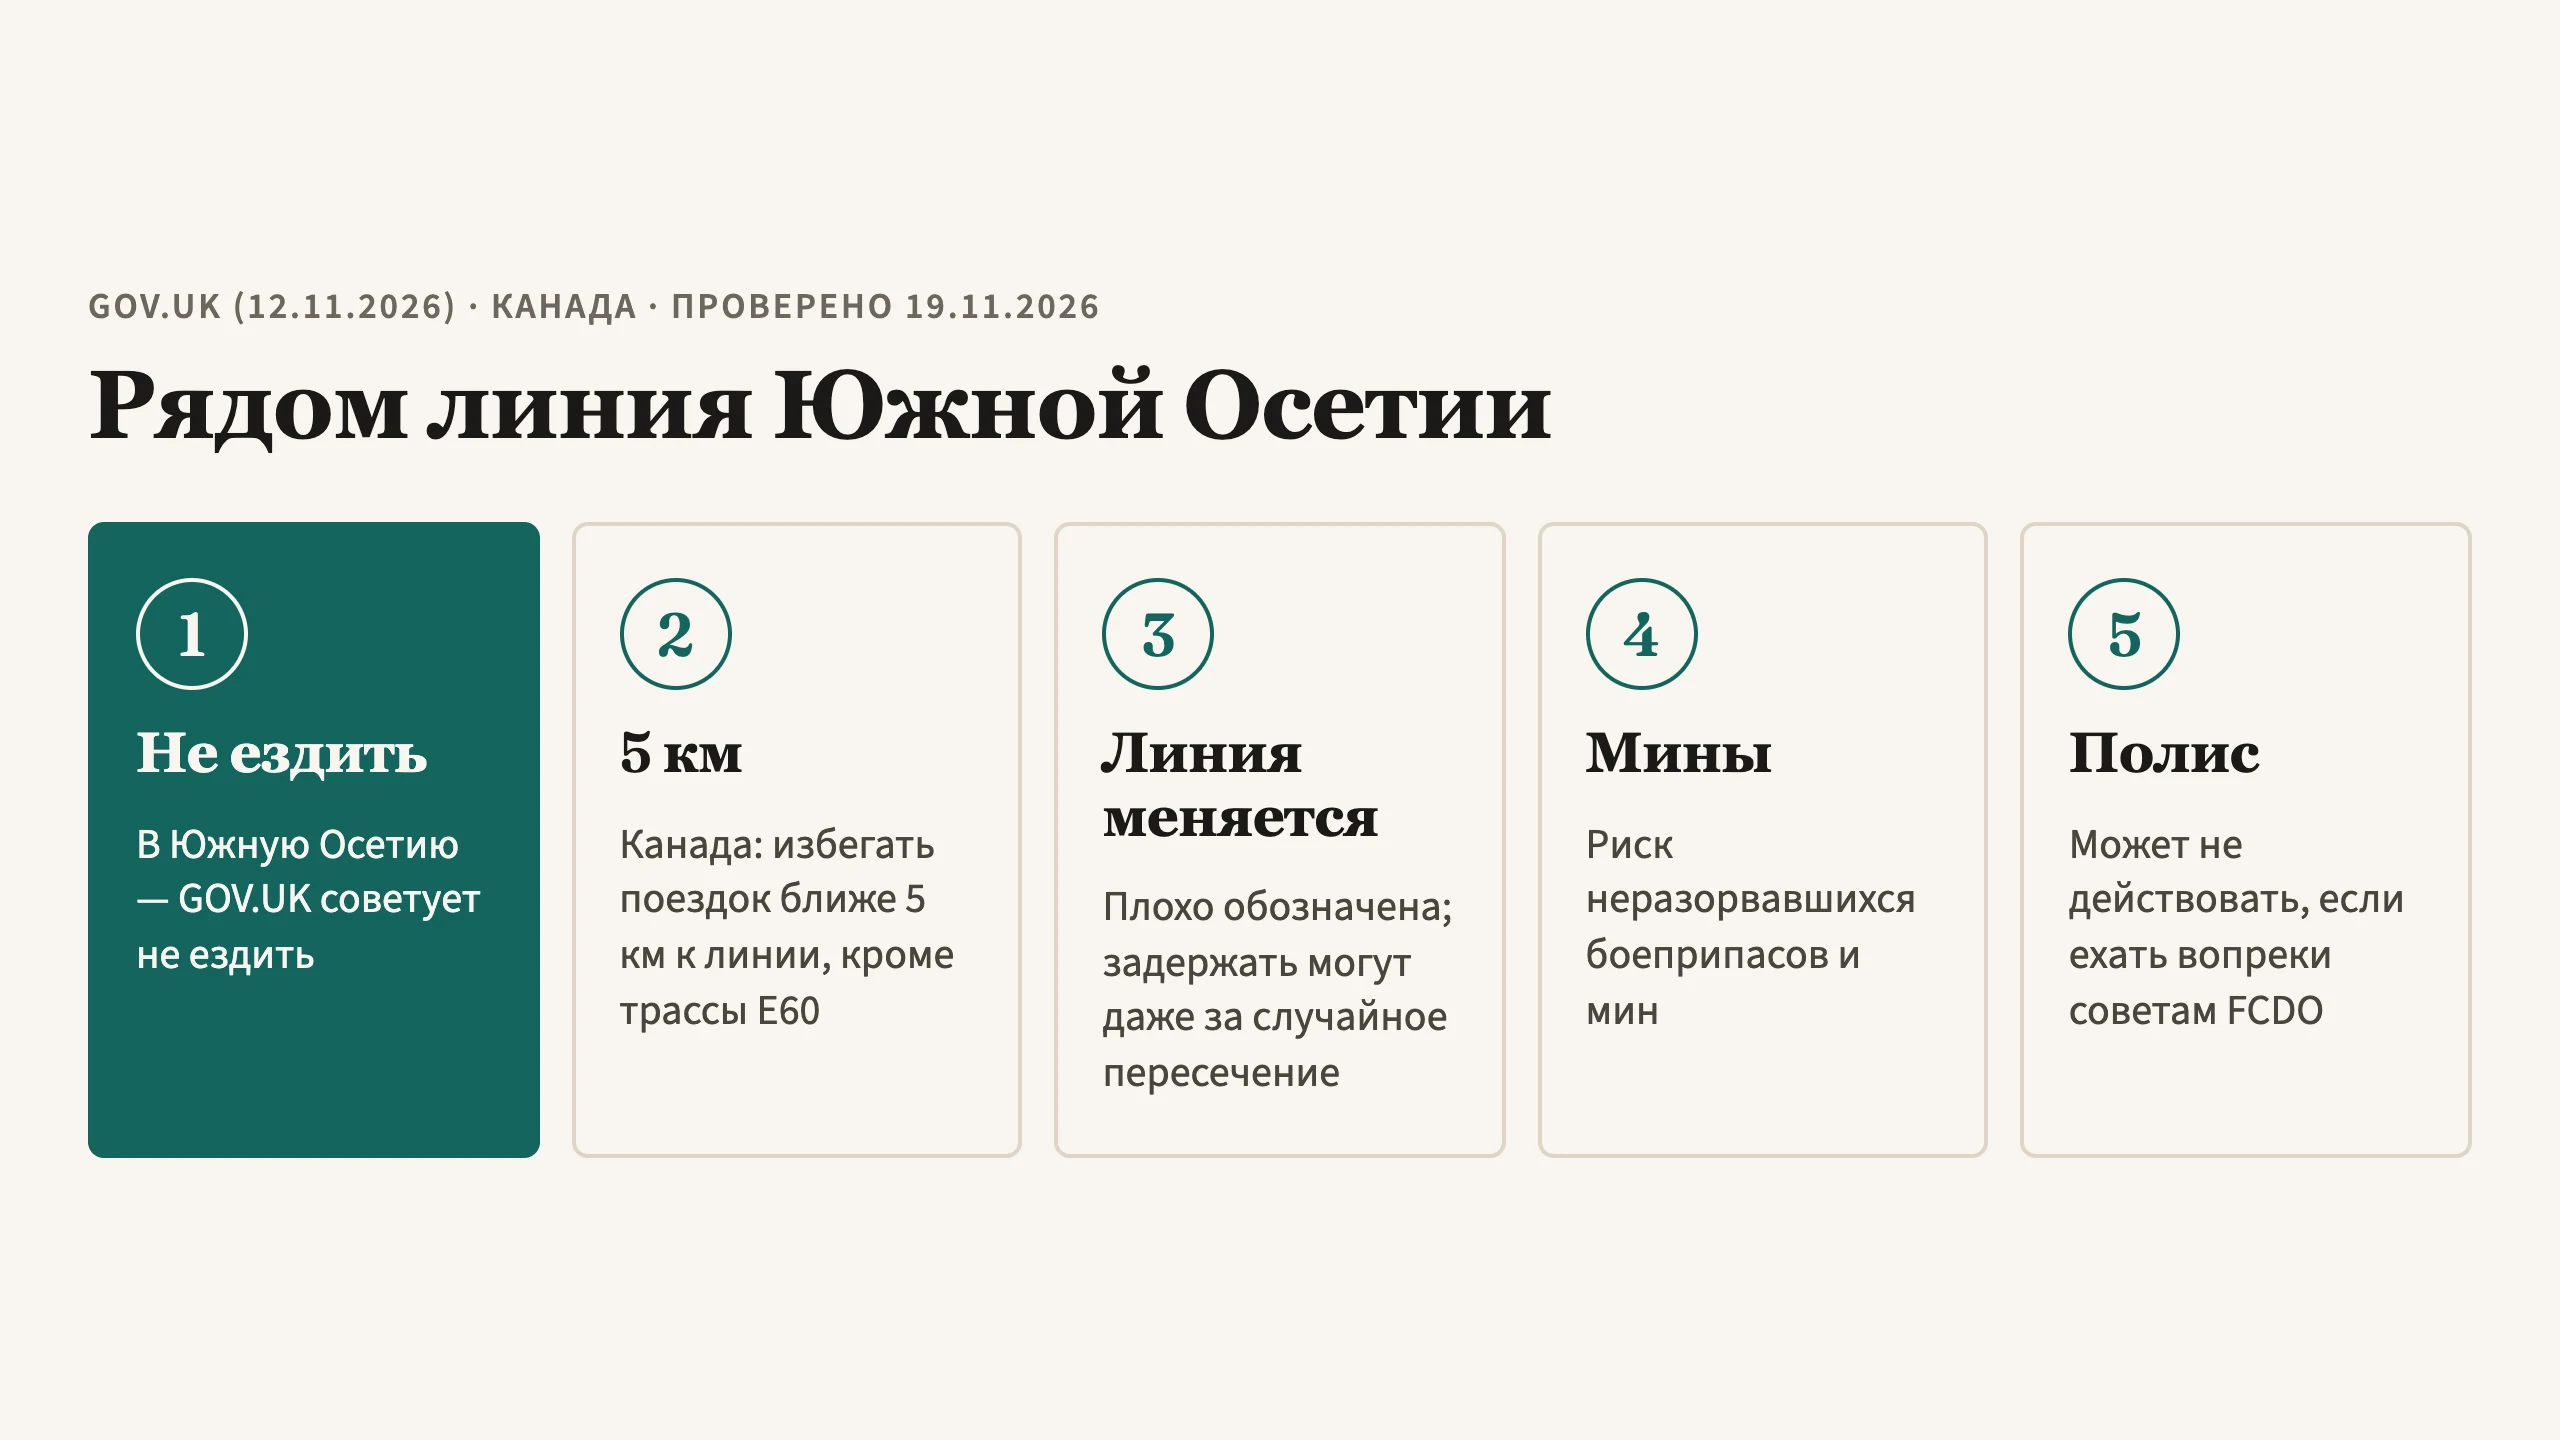 GOV.UK (12.11.2026) · КАНАДА · ПРОВЕРЕНО 19.11.2026
Рядом линия Южной Осетии
1
Не ездить
В Южную Осетию
— GOV.UK советует
не ездить
2
5 км
Канада: избегать
поездок ближе 5
км к линии, кроме
трассы E60
3
Линия
меняется
Плохо обозначена;
задержать могут
даже за случайное
пересечение
4
Мины
Риск
неразорвавшихся
боеприпасов и
мин
5
Полис
Может не
действовать, если
ехать вопреки
советам FCDO